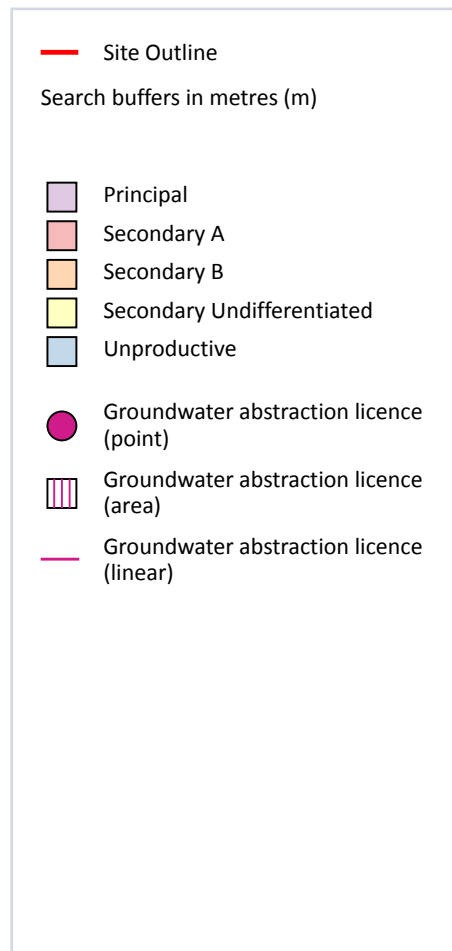 Site Outline
Search buffers in metres (m)
Principal
Secondary A
Secondary B
Secondary Undifferentiated
Unproductive
Groundwater abstraction licence
(point)
Groundwater abstraction licence
(area)
Groundwater abstraction licence
(linear)